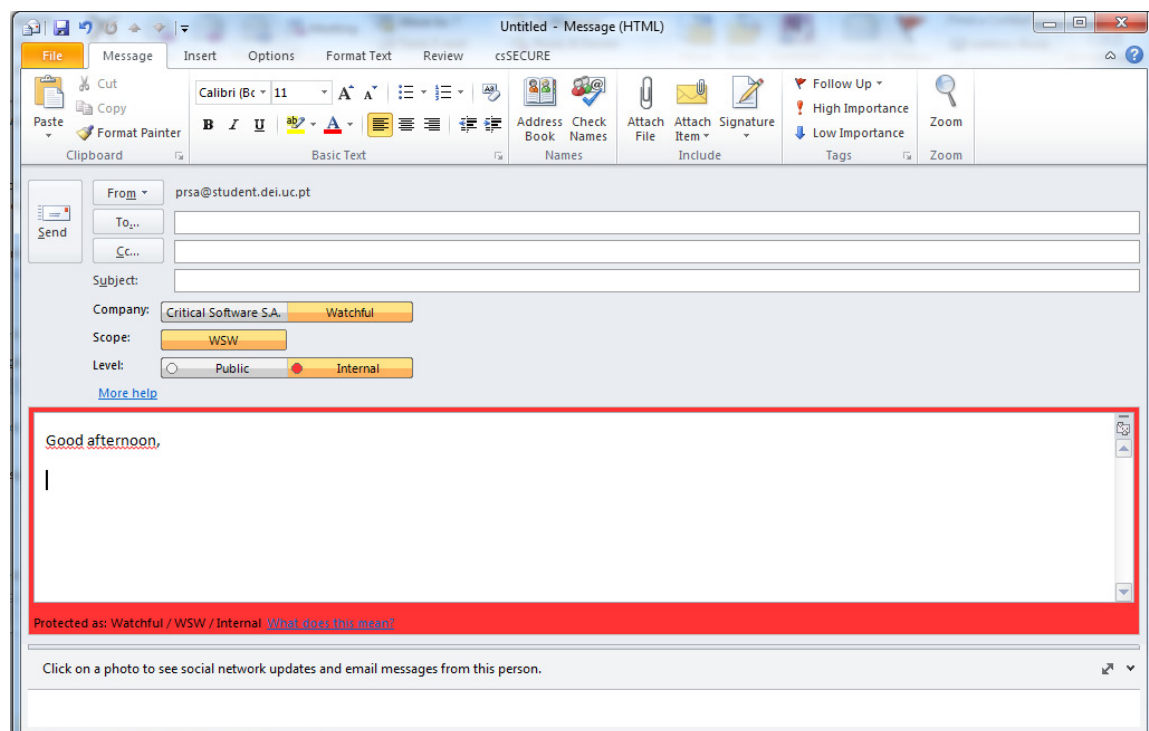 Untitled - Message (HTML)
File Message Insert Options Format Text Review csSECURE
Paste
Cut
Copy
Format Painter
Clipboard
Calibri (Bc 11
B I U
Basic Text
Address Book
Check Names
Names
Attach File
Attach Item
Signature
Include
Follow Up
High Importance
Low Importance
Tags
Zoom
Zoom
Send
From prsa@student.dei.uc.pt
To...
Cc...
Subject:
Company: Critical Software S.A. Watchful
Scope: WSW
Level: Public Internal
More help
Good afternoon,
Protected as: Watchful / WSW / Internal What does this mean?
Click on a photo to see social network updates and email messages from this person.